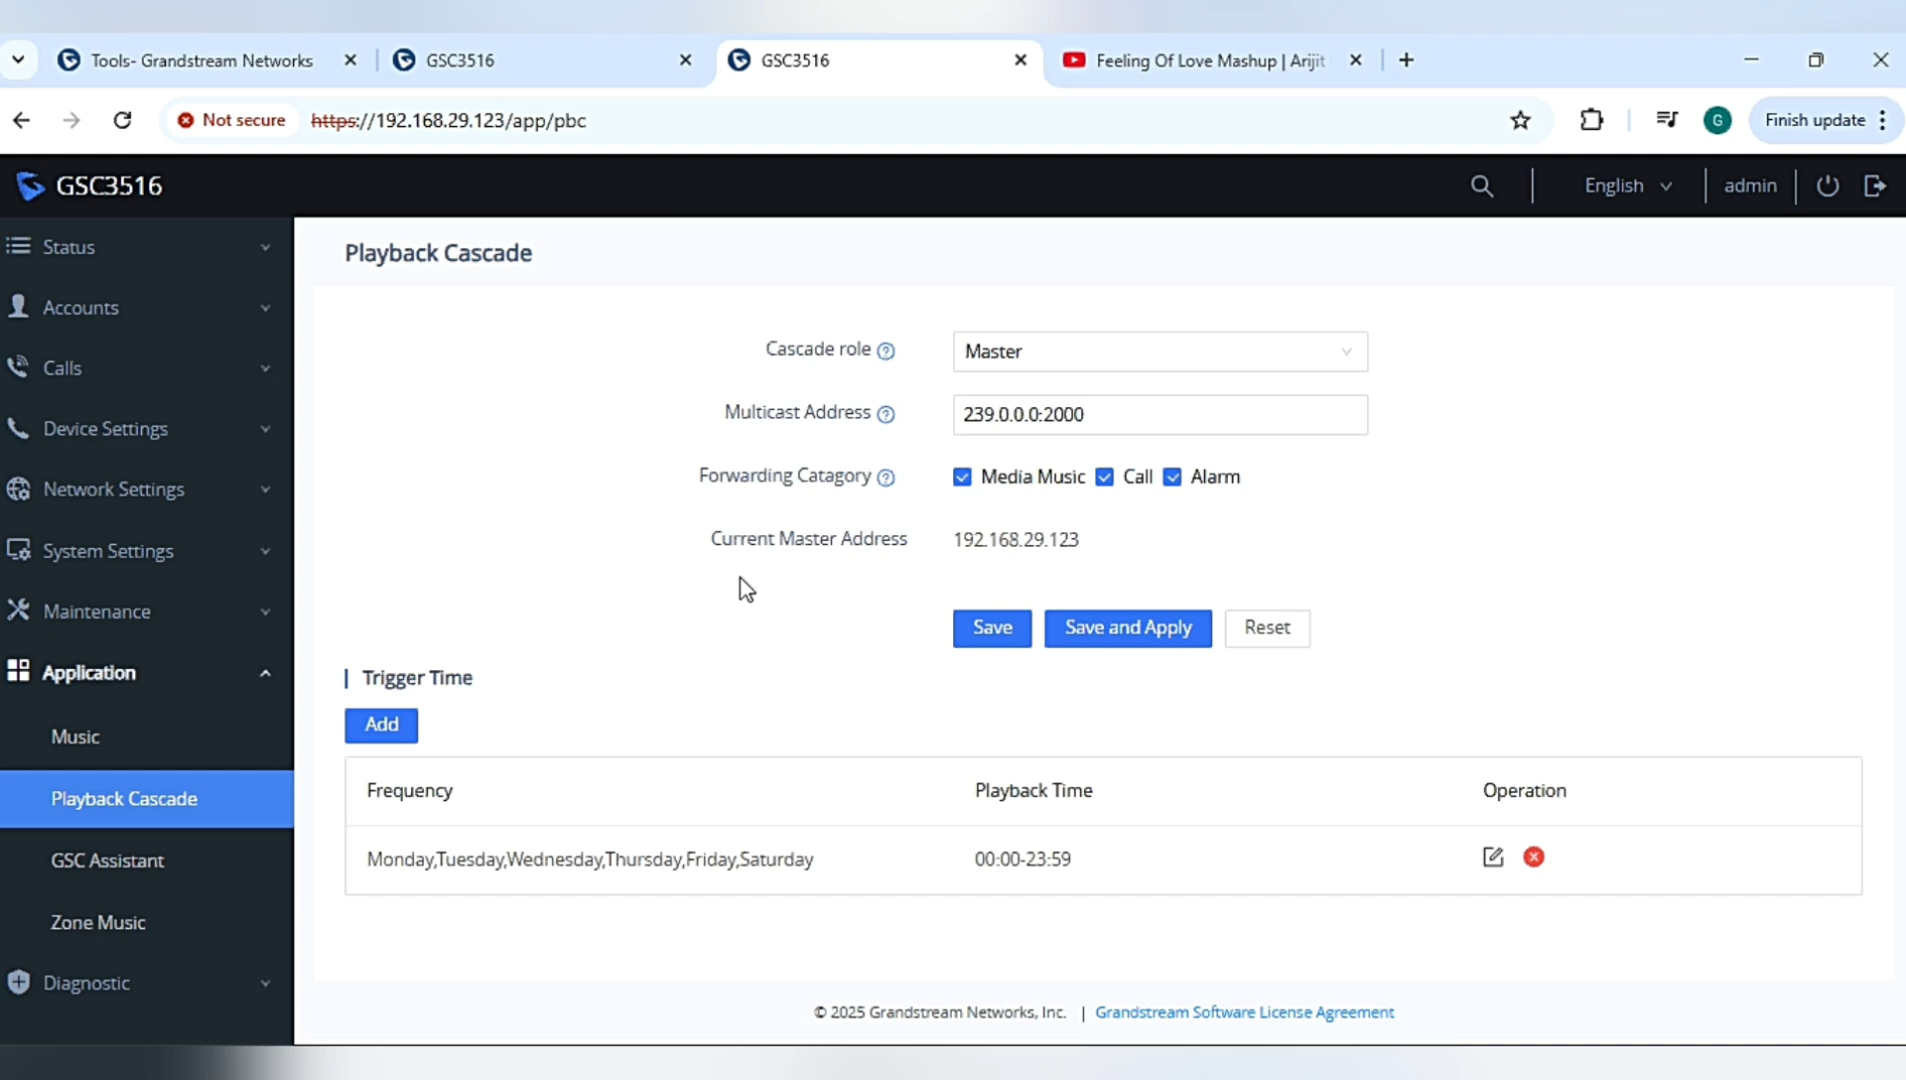 Tools- Grandstream Networks
GSC3516
GSC3516
Feeling Of Love Mashup | Arijit
Not secure
https://192.168.29.123/app/pbc
G
Finish update
GSC3516
English
admin
Status
Accounts
Calls
Device Settings
Network Settings
System Settings
Maintenance
Application
Music
Playback Cascade
GSC Assistant
Zone Music
Diagnostic
Playback Cascade
Cascade role ? Master
Multicast Address ? 239.0.0.0:2000
Forwarding Catagory ? Media Music Call Alarm
Current Master Address 192.168.29.123
Save Save and Apply Reset
Trigger Time
Add
Frequency Playback Time Operation
Monday,Tuesday,Wednesday,Thursday,Friday,Saturday 00:00-23:59
© 2025 Grandstream Networks, Inc. | Grandstream Software License Agreement